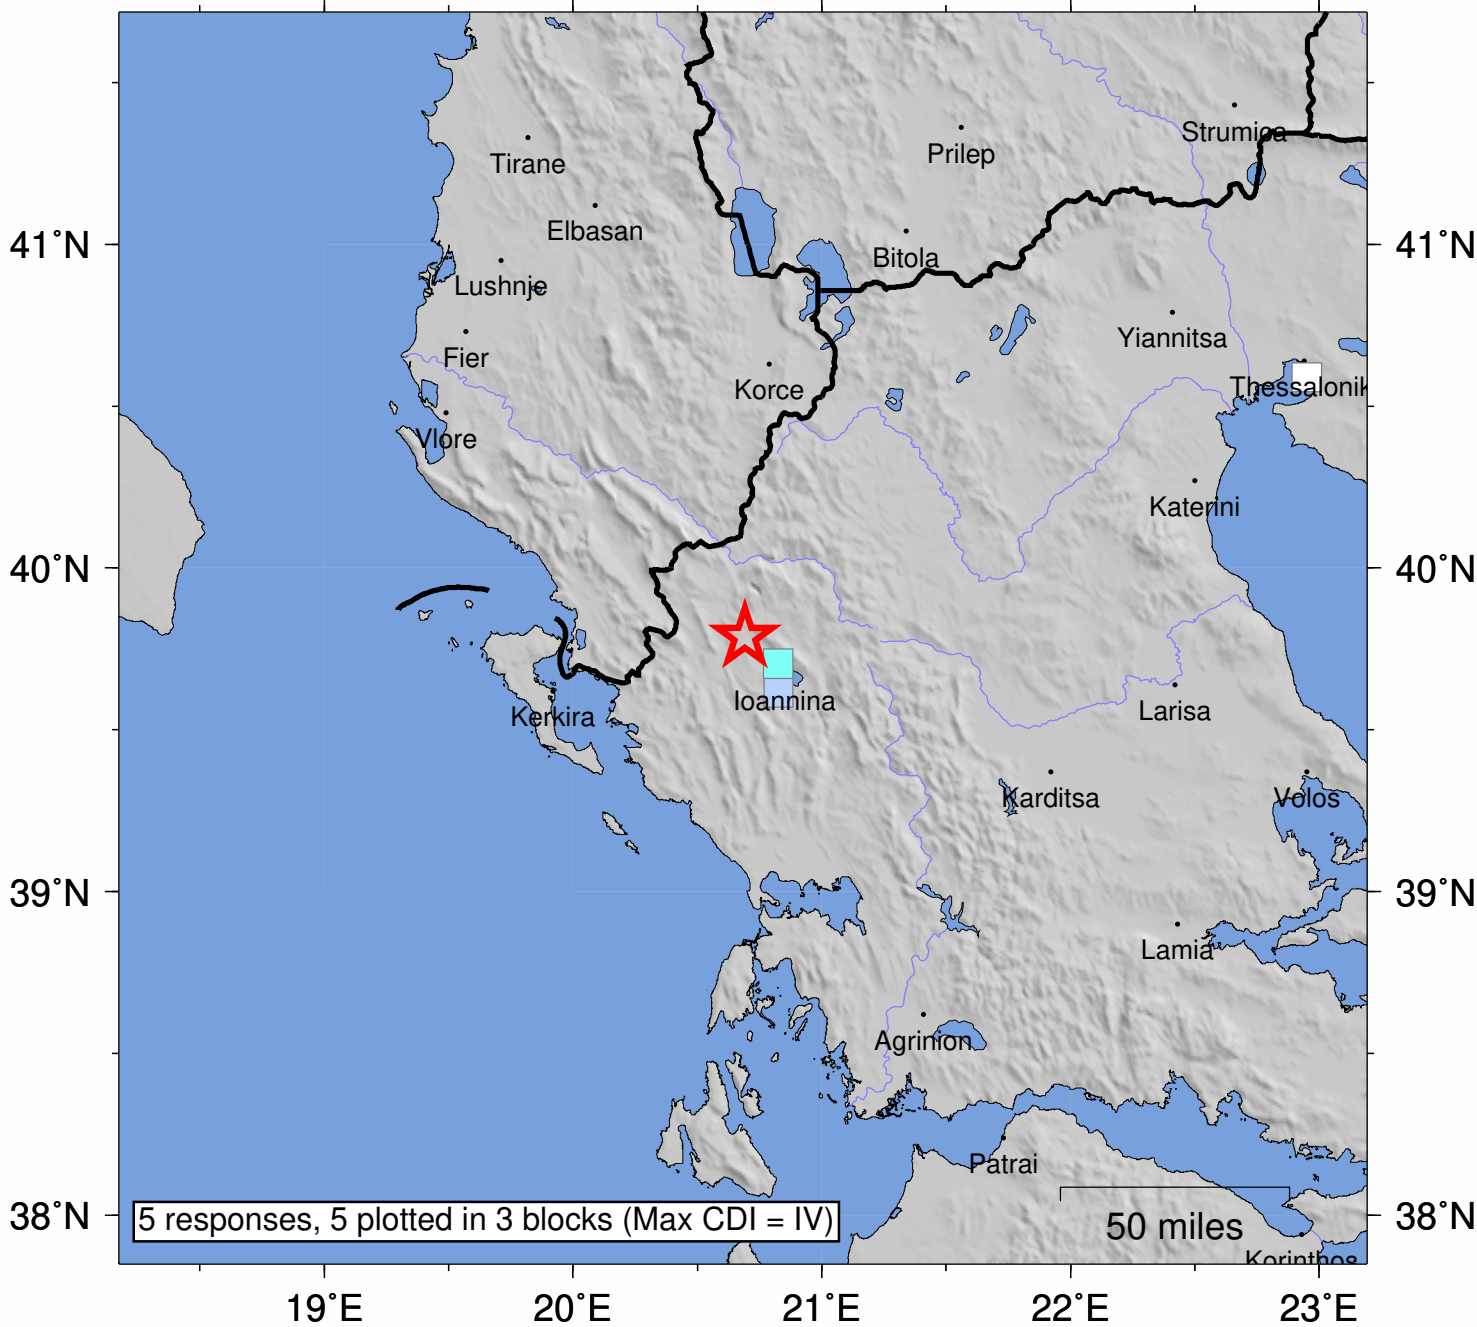 Strumica
Prilep
Tirane
Elbasan
41°N
41°N
Bitola
Lushnje
Yiannitsa
Fier
Korce
Thessalonik
Vlore
Katerini
40°N
40°N
Ioannina
Kerkira
Larisa
Karditsa
Volos
39°N
39°N
Lamia
Agrinion
Patrai
38°N
5 responses, 5 plotted in 3 blocks (Max CDI = IV)
50 miles
38°N
Korinthos
19°E
20°E
21°E
22°E
23°E